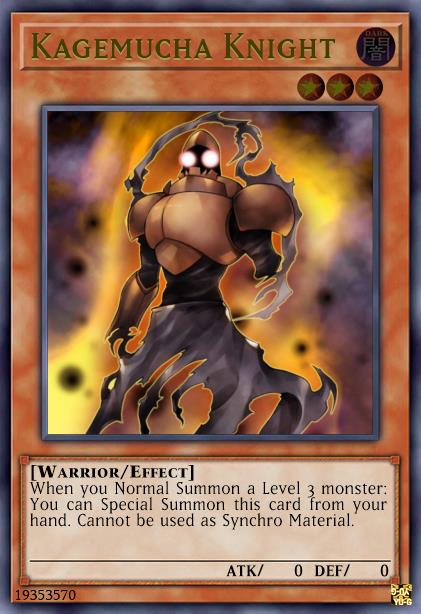 Kagemucha Knight
DARK
闇
[Warrior/Effect]
When you Normal Summon a Level 3 monster:
You can Special Summon this card from your
hand. Cannot be used as Synchro Material.
ATK/ 0 DEF/ 0
19353570